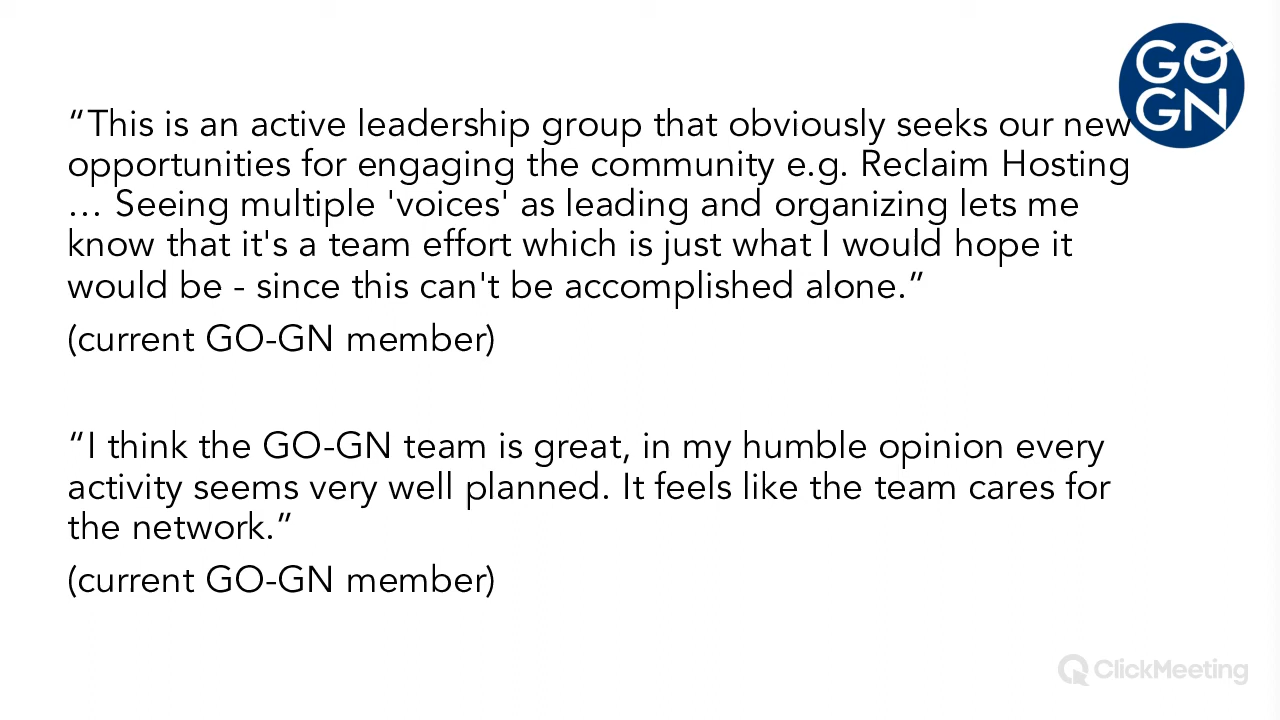 GO
GN
“This is an active leadership group that obviously seeks our new
opportunities for engaging the community e.g. Reclaim Hosting
… Seeing multiple 'voices' as leading and organizing lets me
know that it's a team effort which is just what I would hope it
would be - since this can't be accomplished alone.”
(current GO-GN member)
“I think the GO-GN team is great, in my humble opinion every
activity seems very well planned. It feels like the team cares for
the network.”
(current GO-GN member)
ClickMeeting